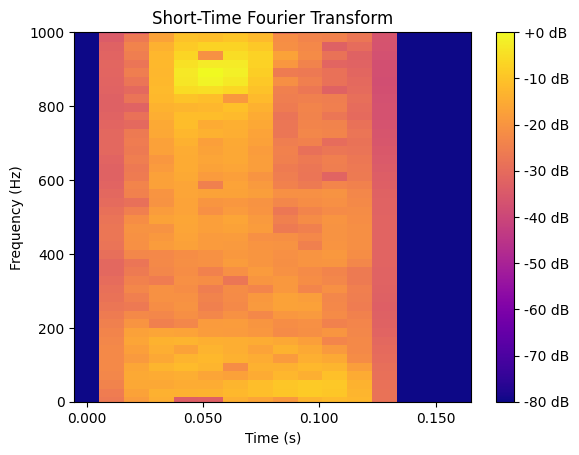 Short-Time Fourier Transform
1000
800
600
400
200
0
Frequency (Hz)
0.000
0.050
0.100
0.150
Time (s)
+0 dB
-10 dB
-20 dB
-30 dB
-40 dB
-50 dB
-60 dB
-70 dB
-80 dB